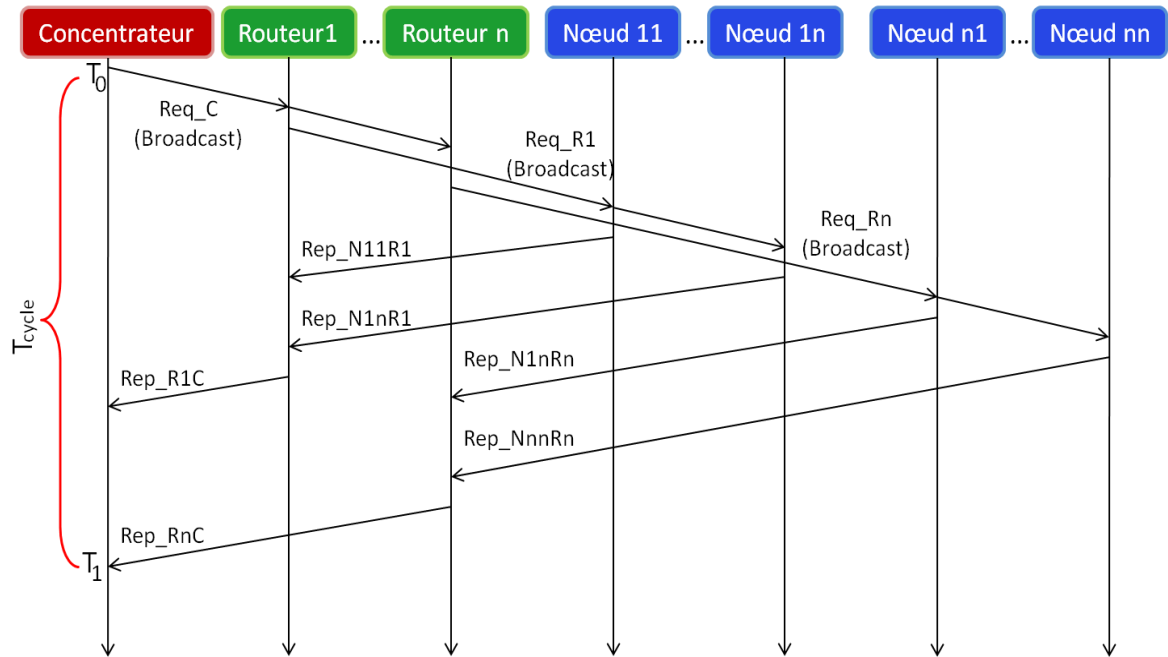 Concentrateur Routeur1 ... Routeur n Nœud 11 ... Nœud 1n Nœud n1 ... Nœud nn
T0
Req_C
(Broadcast)
Req_R1
(Broadcast)
Req_Rn
(Broadcast)
Rep_N11R1
Rep_N1nR1
Tcycle
Rep_N1nRn
Rep_R1C
Rep_NnnRn
Rep_RnC
T1